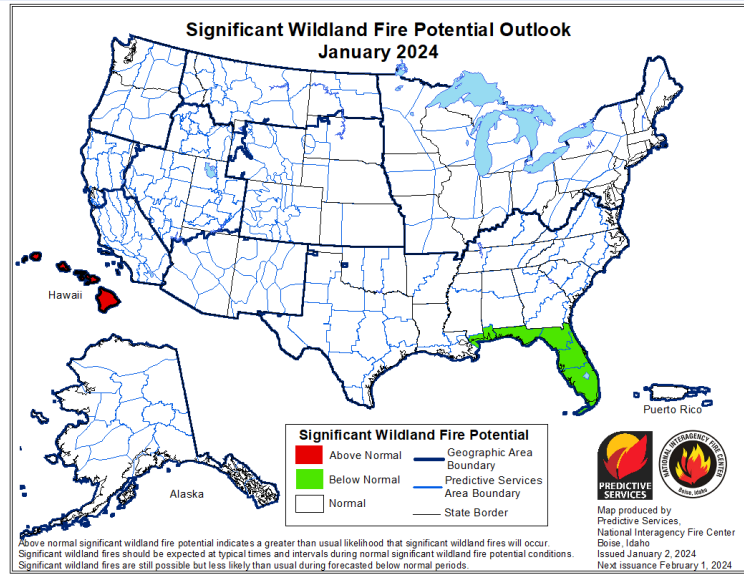 Significant Wildland Fire Potential Outlook
January 2024
Hawaii
Alaska
Puerto Rico
Significant Wildland Fire Potential
Above Normal
Below Normal
Normal
Geographic Area
Boundary
Predictive Services
Area Boundary
State Border
PREDICTIVE
SERVICES
NATIONAL INTERAGENCY FIRE CENTER
Boise, Idaho
Map produced by
Predictive Services,
National Interagency Fire Center
Boise, Idaho
Issued January 2, 2024
Next issuance February 1, 2024
Above normal significant wildland fire potential indicates a greater than usual likelihood that significant wildland fires will occur.
Significant wildland fires should be expected at typical times and intervals during normal significant wildland fire potential conditions.
Significant wildland fires are still possible but less likely than usual during forecasted below normal periods.